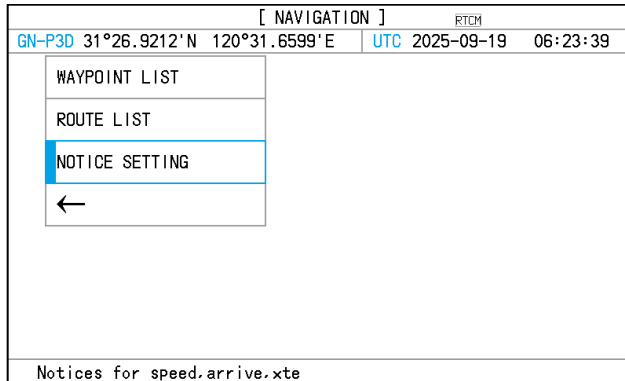 [ NAVIGATION ] RTCM
GN-P3D 31°26.9212'N 120°31.6599'E UTC 2025-09-19 06:23:39
WAYPOINT LIST
ROUTE LIST
NOTICE SETTING
←
Notices for speed,arrive,xte